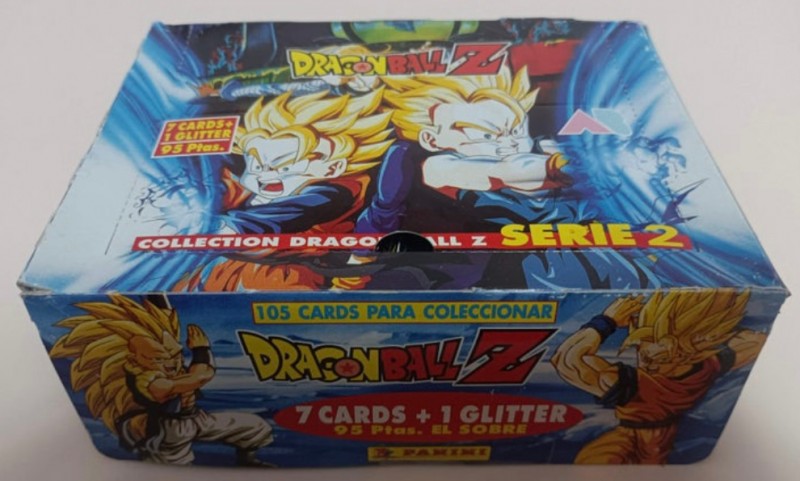 DRAGON BALL Z
7 CARDS +
1 GLITTER
95 Ptas.
COLLECTION DRAGON BALL Z SERIE 2
105 CARDS PARA COLECCIONAR
DRAGON BALL Z
7 CARDS + 1 GLITTER
95 Ptas. EL SOBRE
PANINI